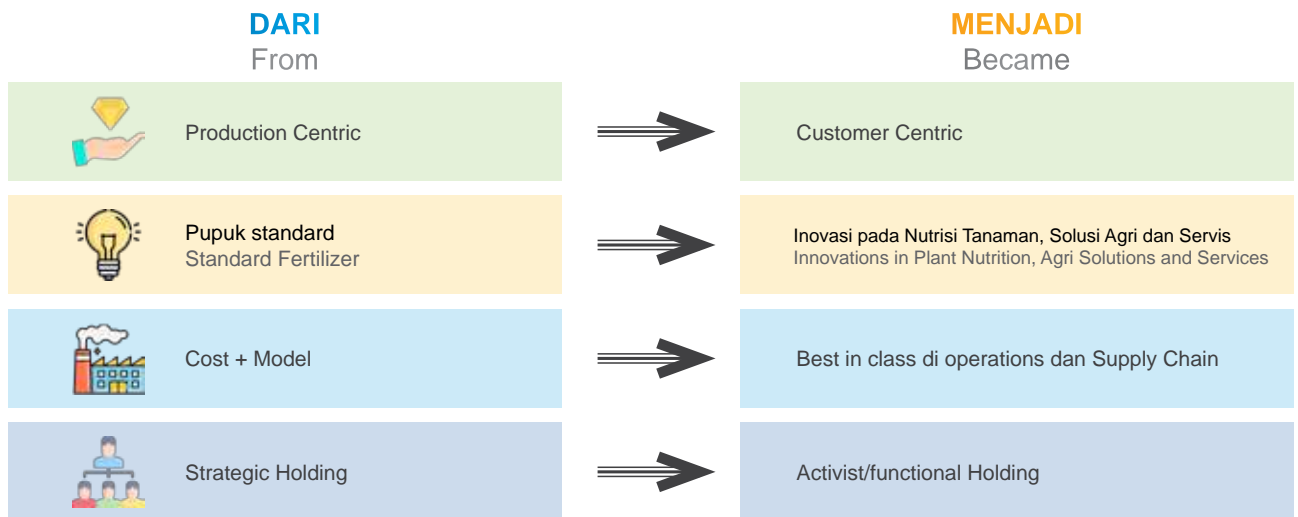 DARI
From
MENJADI
Became
Production Centric
Customer Centric
Pupuk standard
Standard Fertilizer
Inovasi pada Nutrisi Tanaman, Solusi Agri dan Servis
Innovations in Plant Nutrition, Agri Solutions and Services
Cost + Model
Best in class di operations dan Supply Chain
Strategic Holding
Activist/functional Holding